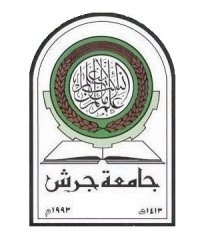 علم الإنسان ما لم يعلم
جامعة جرش
١٤١٣هـ ١٩٩٣م